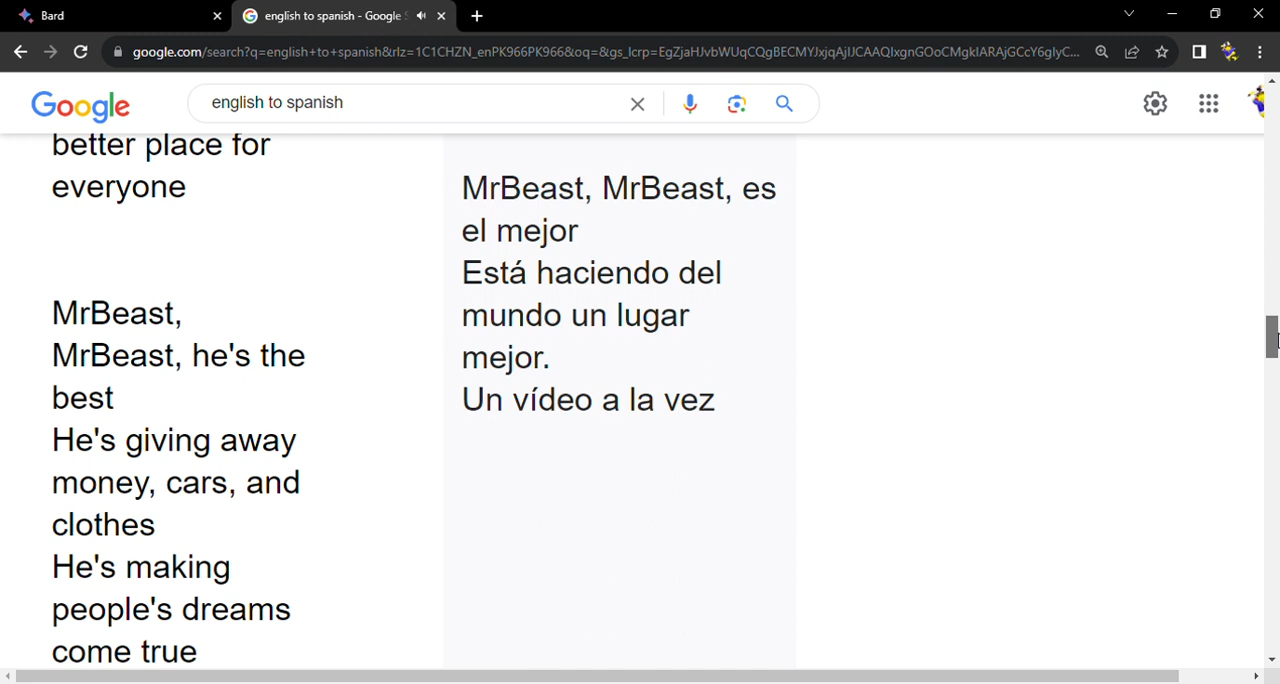 Bard
english to spanish - Google S
google.com/search?q=english+to+spanish&rlz=1C1CHZN_enPK966PK966&oq=&gs_lcrp=
Google
english to spanish
better place for
everyone
MrBeast,
MrBeast, he's the
best
He's giving away
money, cars, and
clothes
He's making
people's dreams
come true
MrBeast, MrBeast, es
el mejor
Está haciendo del
mundo un lugar
mejor.
Un vídeo a la vez